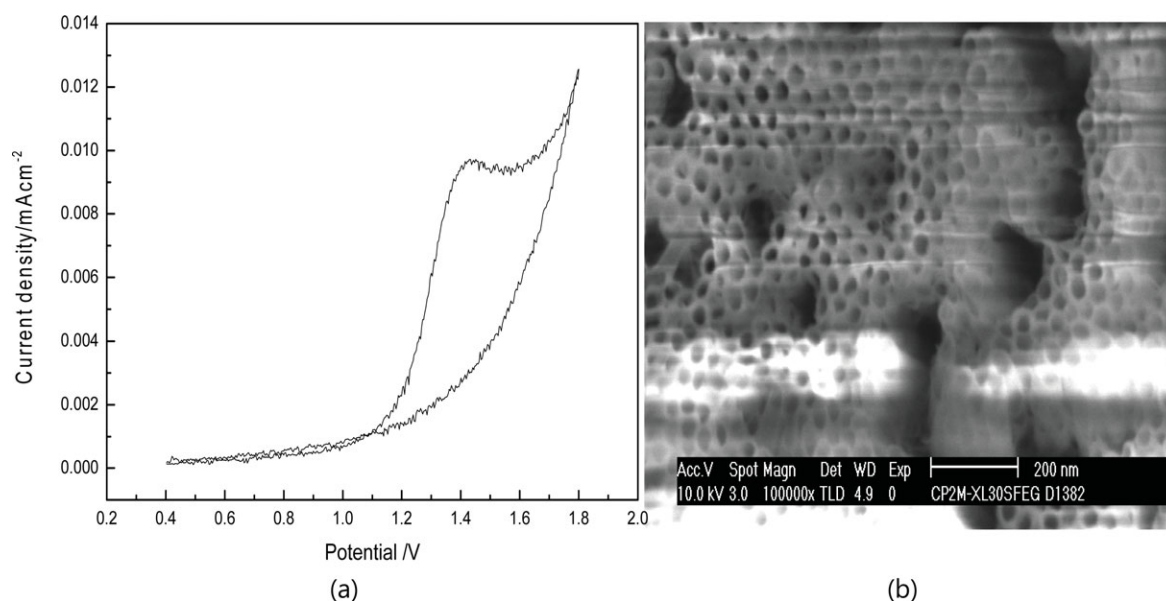 0.014
0.012
0.010
0.008
0.006
0.004
0.002
0.000
Current density/mAcm⁻²
0.2 0.4 0.6 0.8 1.0 1.2 1.4 1.6 1.8 2.0
Potential /V
(a)
(b)
Acc.V Spot Magn Det WD Exp 200 nm
10.0 kV 3.0 100000x TLD 4.9 0 CP2M-XL30SFEG D1382